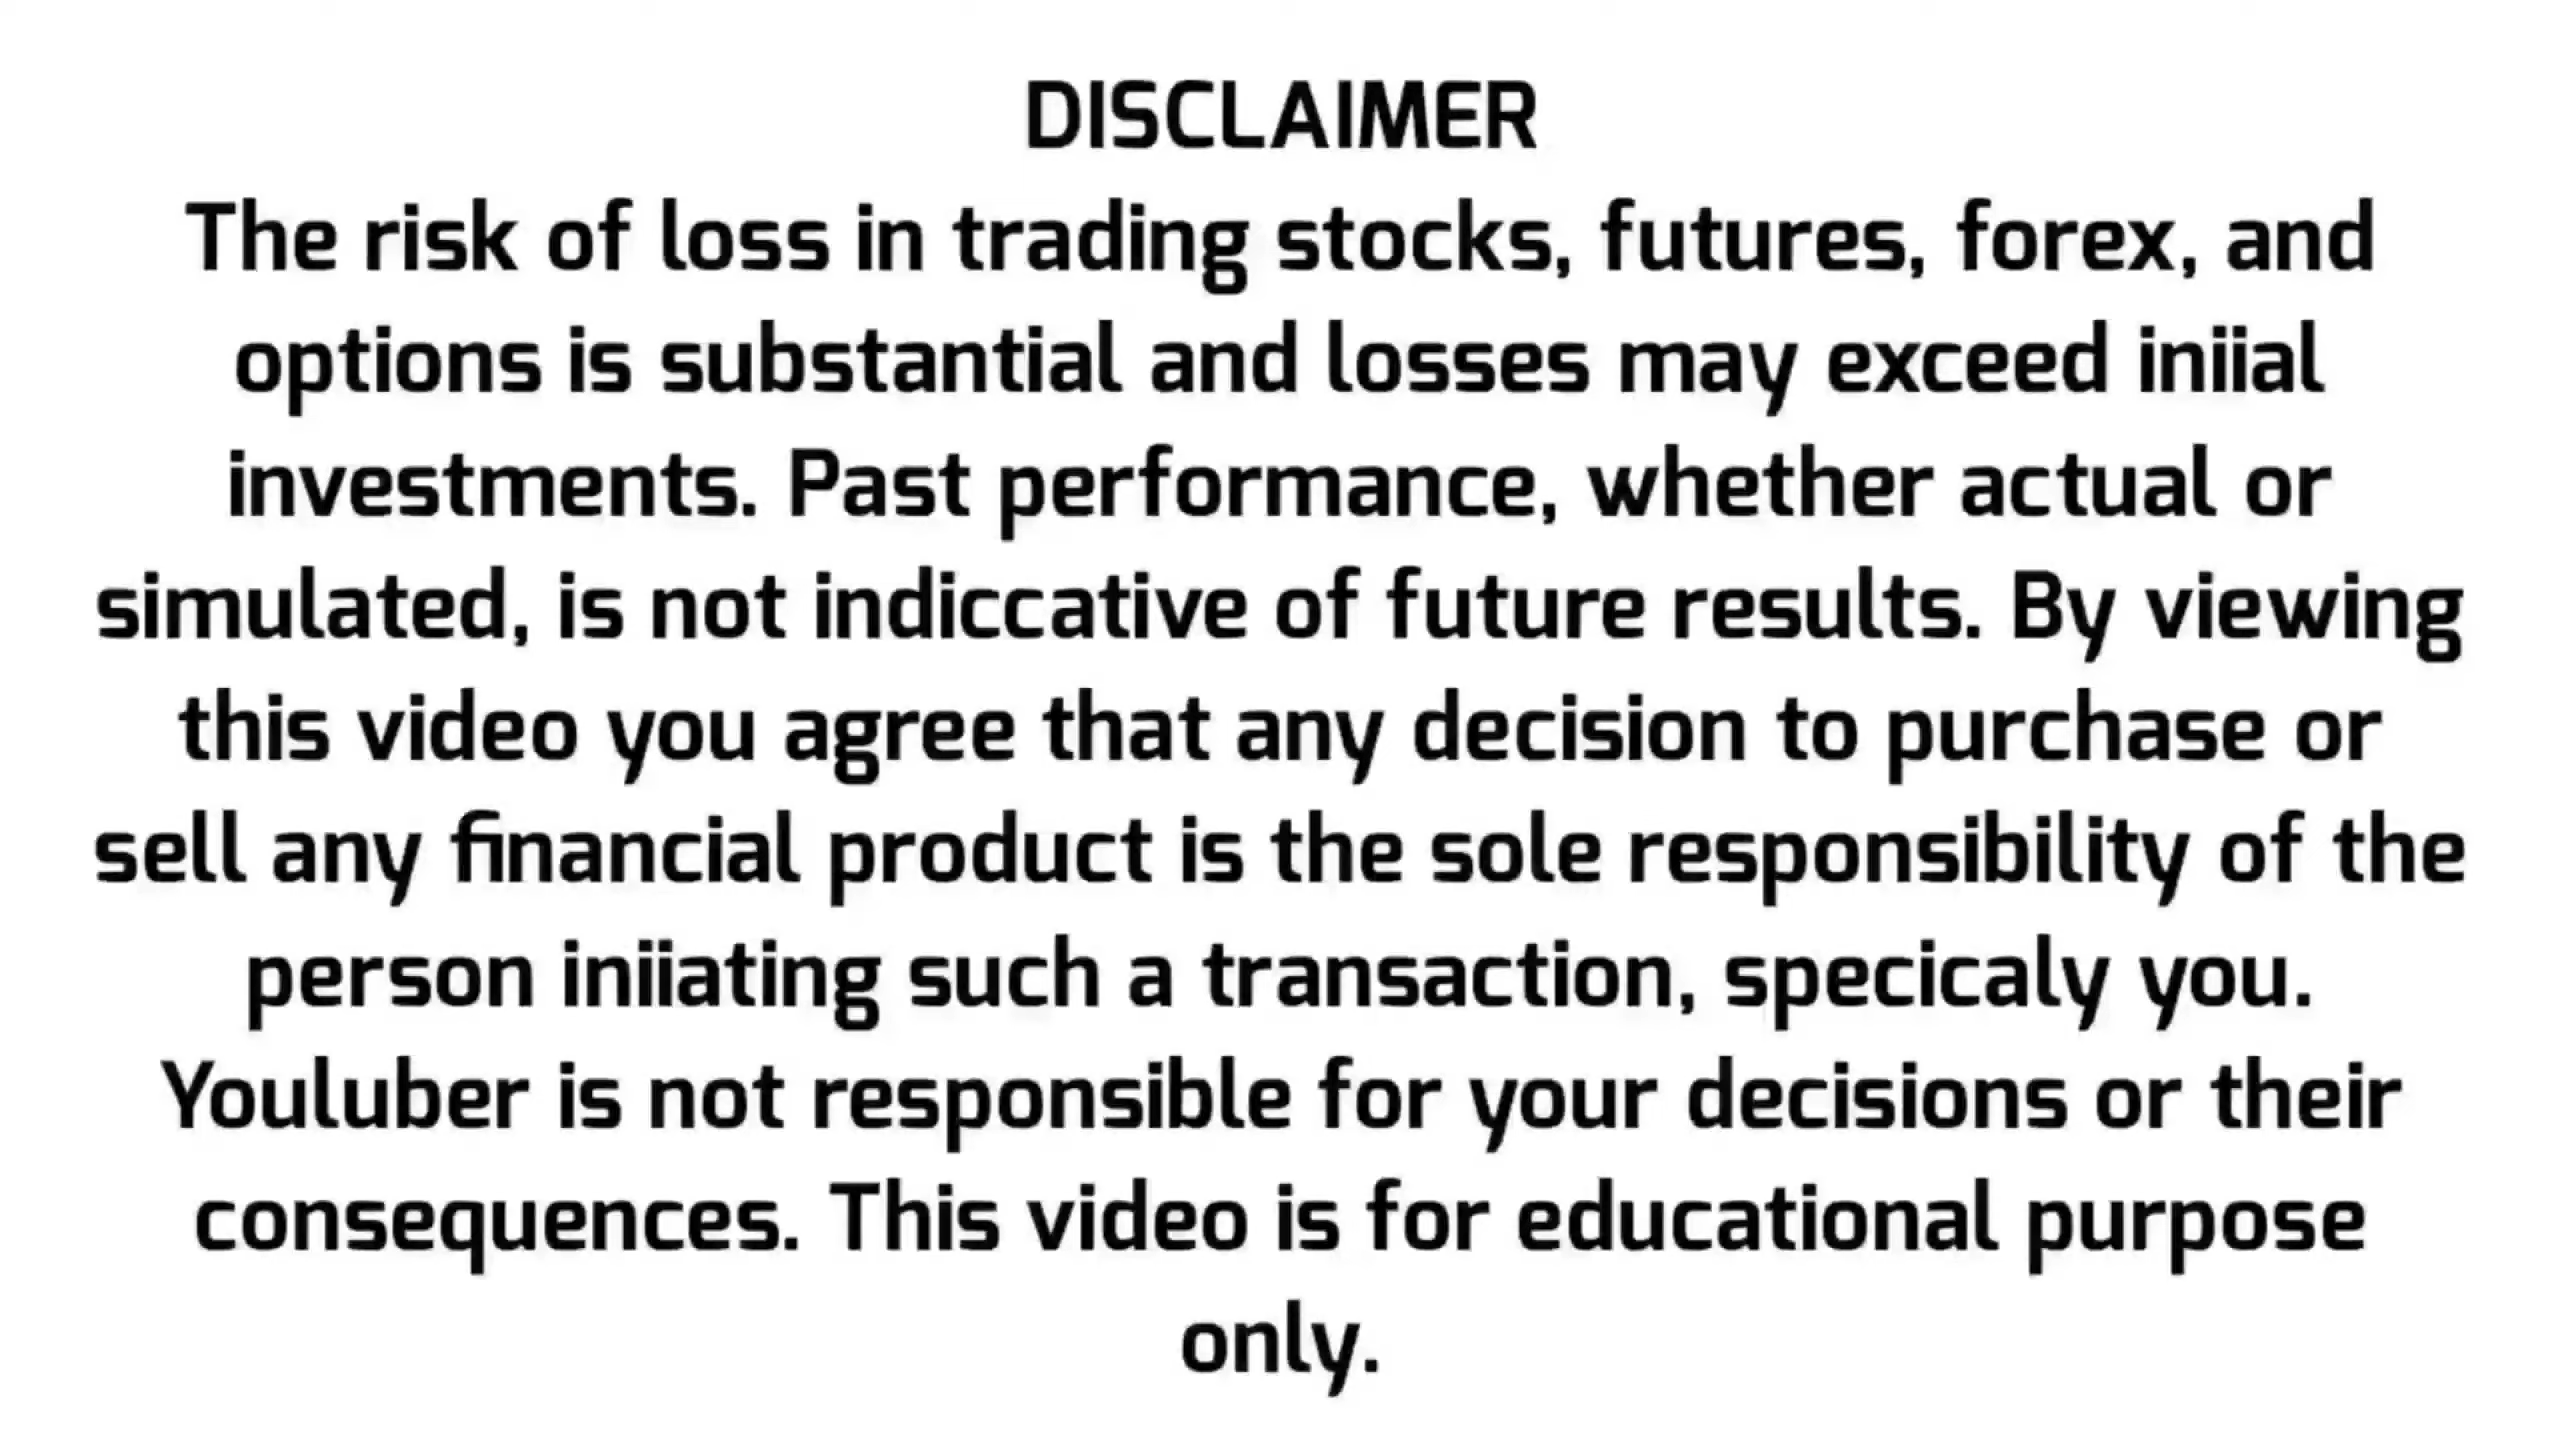 DISCLAIMER
The risk of loss in trading stocks, futures, forex, and
options is substantial and losses may exceed iniial
investments. Past performance, whether actual or
simulated, is not indiccative of future results. By viewing
this video you agree that any decision to purchase or
sell any financial product is the sole responsibility of the
person iniiating such a transaction, specicaly you.
Youluber is not responsible for your decisions or their
consequences. This video is for educational purpose
only.